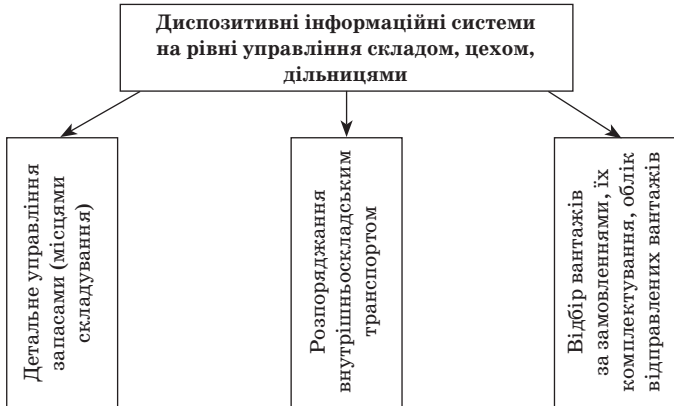 Диспозитивні інформаційні системи
на рівні управління складом, цехом,
дільницями
Детальне управління
запасами (місцями
складування)
Розпоряджання
внутрішньоскладським
транспортом
Відбір вантажів
за замовленнями, їх
комплектування, облік
відправлених вантажів